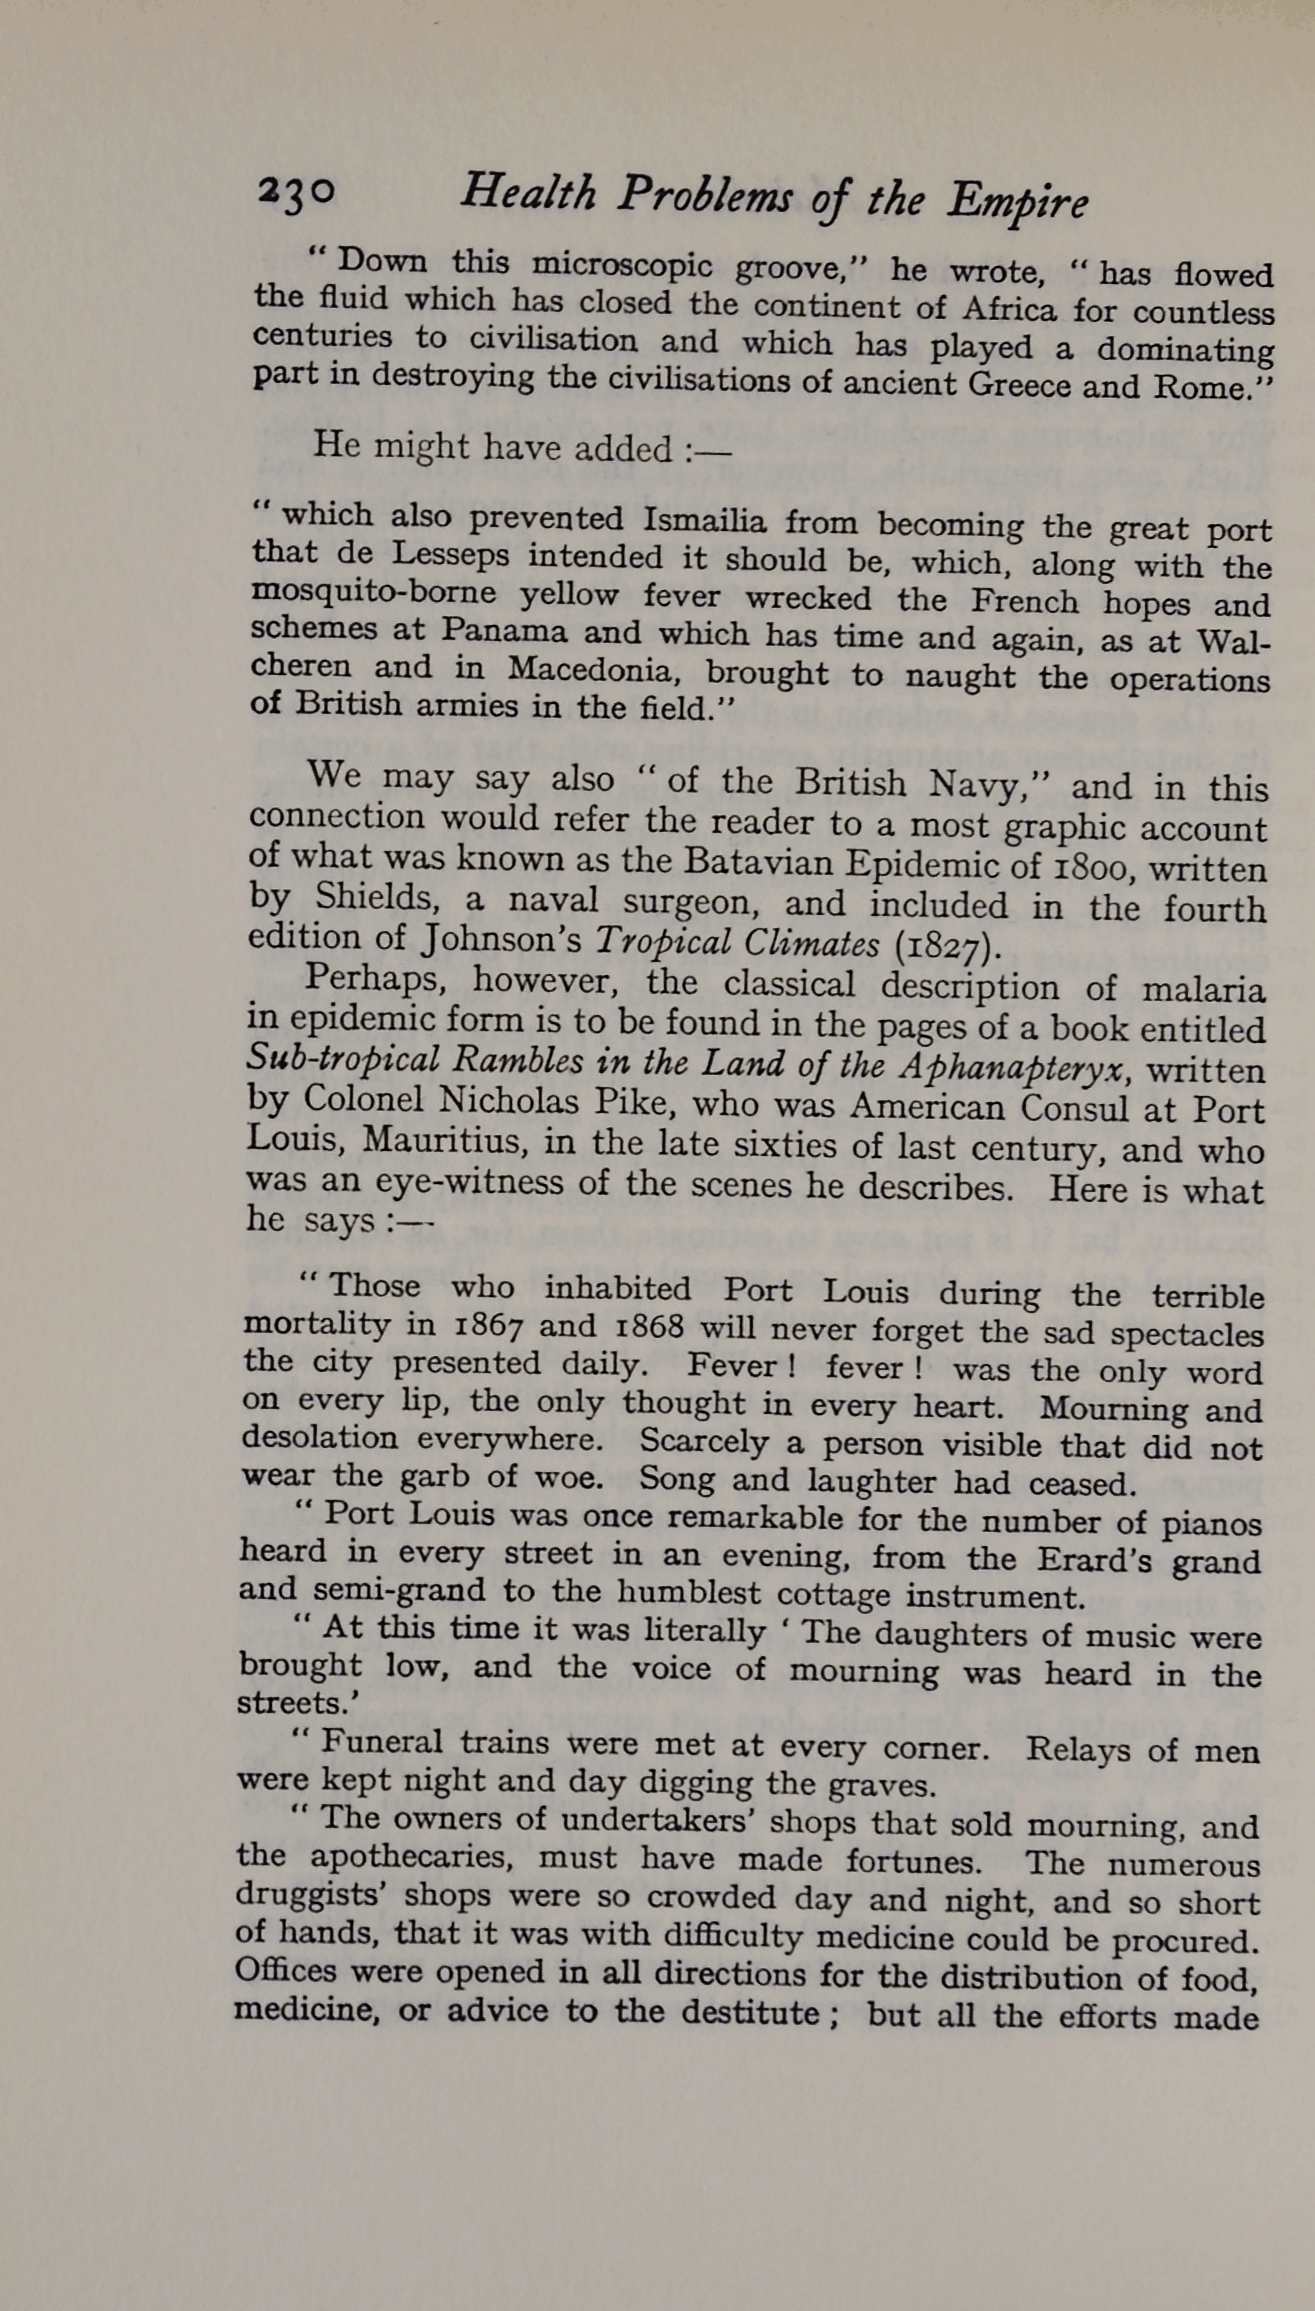 230 Health Problems of the Empire
“ Down this microscopic groove,” he wrote, “ has flowed
the fluid which has closed the continent of Africa for countless
centuries to civilisation and which has played a dominating
part in destroying the civilisations of ancient Greece and Rome.”
He might have added :—
“ which also prevented Ismailia from becoming the great port
that de Lesseps intended it should be, which, along with the
mosquito-borne yellow fever wrecked the French hopes and
schemes at Panama and which has time and again, as at Wal-
cheren and in Macedonia, brought to naught the operations
of British armies in the field.”
We may say also “ of the British Navy,” and in this
connection would refer the reader to a most graphic account
of what was known as the Batavian Epidemic of 1800, written
by Shields, a naval surgeon, and included in the fourth
edition of Johnson’s Tropical Climates (1827).
Perhaps, however, the classical description of malaria
in epidemic form is to be found in the pages of a book entitled
Sub-tropical Rambles in the Land of the Aphanapteryx, written
by Colonel Nicholas Pike, who was American Consul at Port
Louis, Mauritius, in the late sixties of last century, and who
was an eye-witness of the scenes he describes. Here is what
he says :—
“ Those who inhabited Port Louis during the terrible
mortality in 1867 and 1868 will never forget the sad spectacles
the city presented daily. Fever ! fever ! was the only word
on every lip, the only thought in every heart. Mourning and
desolation everywhere. Scarcely a person visible that did not
wear the garb of woe. Song and laughter had ceased.
“ Port Louis was once remarkable for the number of pianos
heard in every street in an evening, from the Erard’s grand
and semi-grand to the humblest cottage instrument.
“ At this time it was literally ‘ The daughters of music were
brought low, and the voice of mourning was heard in the
streets.’
“ Funeral trains were met at every corner. Relays of men
were kept night and day digging the graves.
“ The owners of undertakers’ shops that sold mourning, and
the apothecaries, must have made fortunes. The numerous
druggists’ shops were so crowded day and night, and so short
of hands, that it was with difficulty medicine could be procured.
Offices were opened in all directions for the distribution of food,
medicine, or advice to the destitute ; but all the efforts made